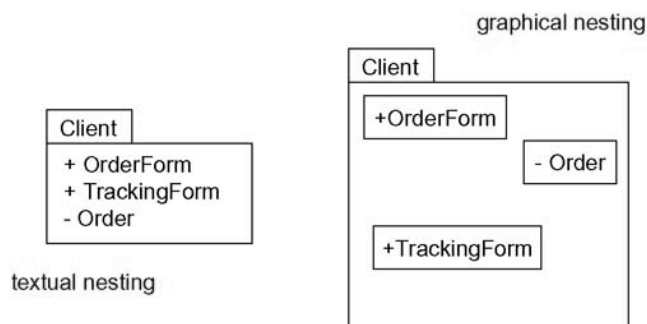 graphical nesting
Client
+OrderForm
- Order
+TrackingForm
Client
+ OrderForm
+ TrackingForm
- Order
textual nesting